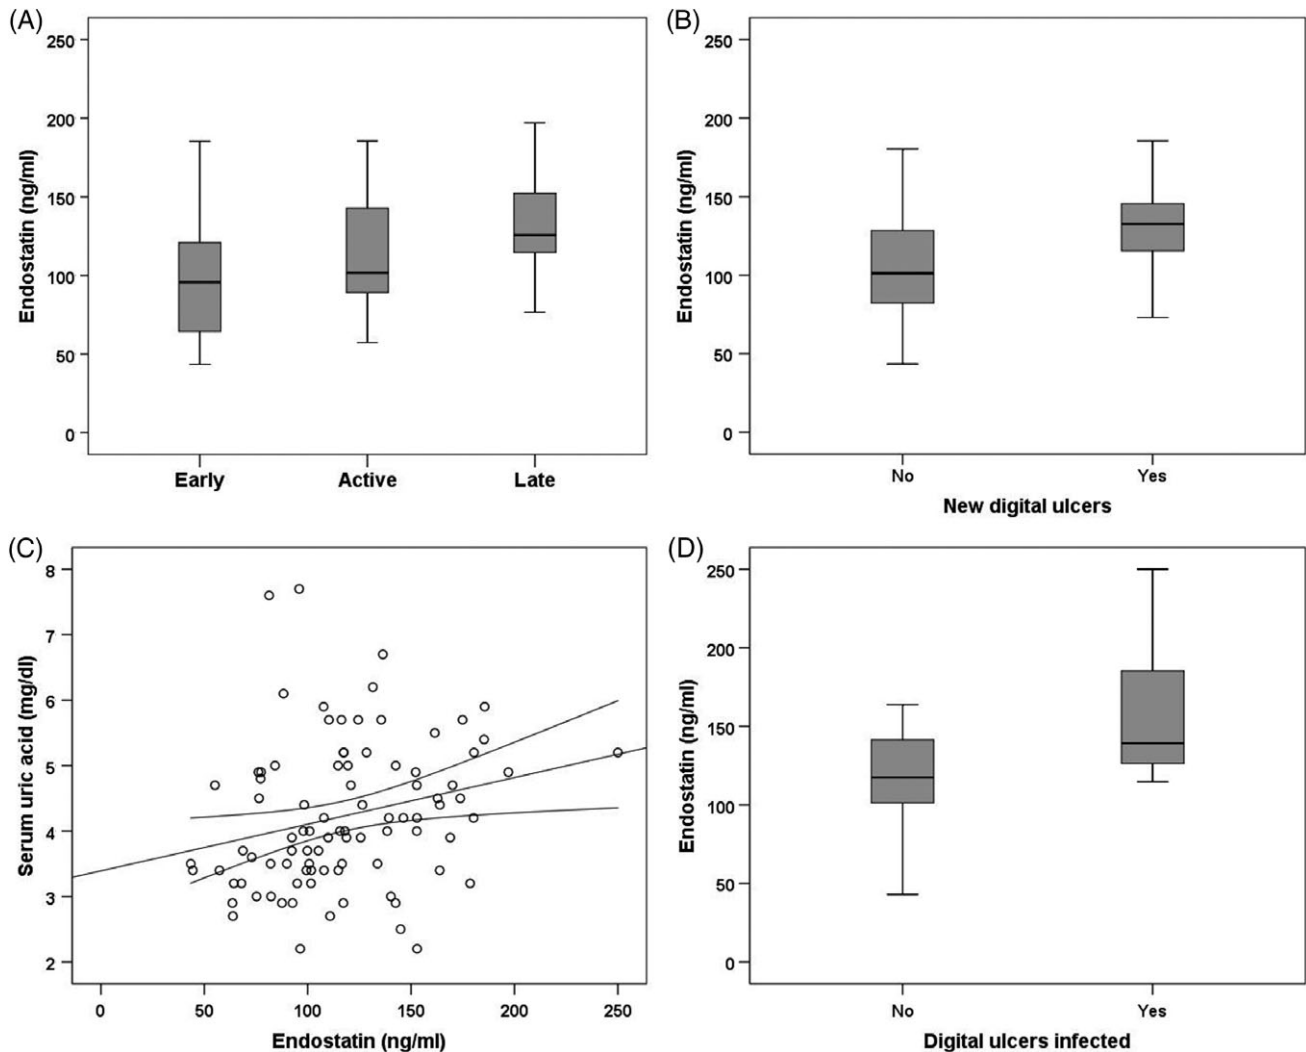 (A)
250
200
150
100
50
0
Endostatin (ng/ml)
Early Active Late
(B)
250
200
150
100
50
0
Endostatin (ng/ml)
No Yes
New digital ulcers
(C)
8
7
6
5
4
3
2
Serum uric acid (mg/dl)
0 50 100 150 200 250
Endostatin (ng/ml)
(D)
250
200
150
100
50
0
Endostatin (ng/ml)
No Yes
Digital ulcers infected